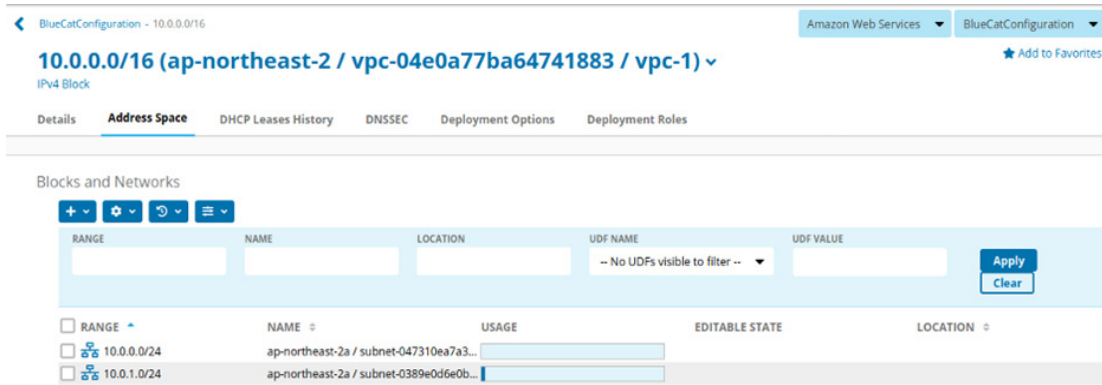 BlueCatConfiguration - 10.0.0.0/16
Amazon Web Services
BlueCatConfiguration
10.0.0.0/16 (ap-northeast-2 / vpc-04e0a77ba64741883 / vpc-1)
Add to Favorites
IPv4 Block
Details Address Space DHCP Leases History DNSSEC Deployment Options Deployment Roles
Blocks and Networks
RANGE NAME LOCATION UDF NAME UDF VALUE
-- No UDFs visible to filter --
Apply
Clear
RANGE NAME USAGE EDITABLE STATE LOCATION
10.0.0.0/24 ap-northeast-2a / subnet-047310ea7a3...
10.0.1.0/24 ap-northeast-2a / subnet-0389e0d6e0b...